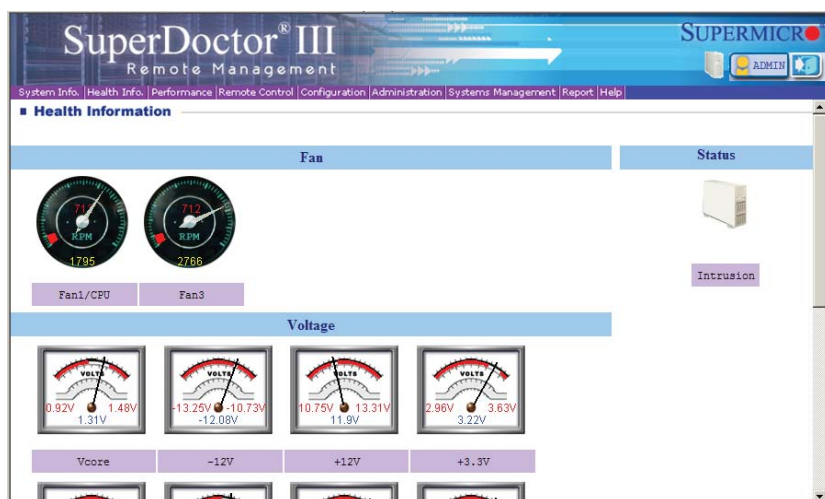 SuperDoctor® III
Remote Management
SUPERMICRO
ADMIN
System Info. | Health Info. | Performance | Remote Control | Configuration | Administration | Systems Management | Report | Help
Health Information
Fan
Status
712
RPM
1795
712
RPM
2766
Fan1/CPU
Fan3
Intrusion
Voltage
VOLTS
0.92V 1.48V
1.31V
VOLTS
-13.25V -10.73V
-12.08V
VOLTS
10.75V 13.31V
11.9V
VOLTS
2.96V 3.63V
3.22V
Vcore
-12V
+12V
+3.3V